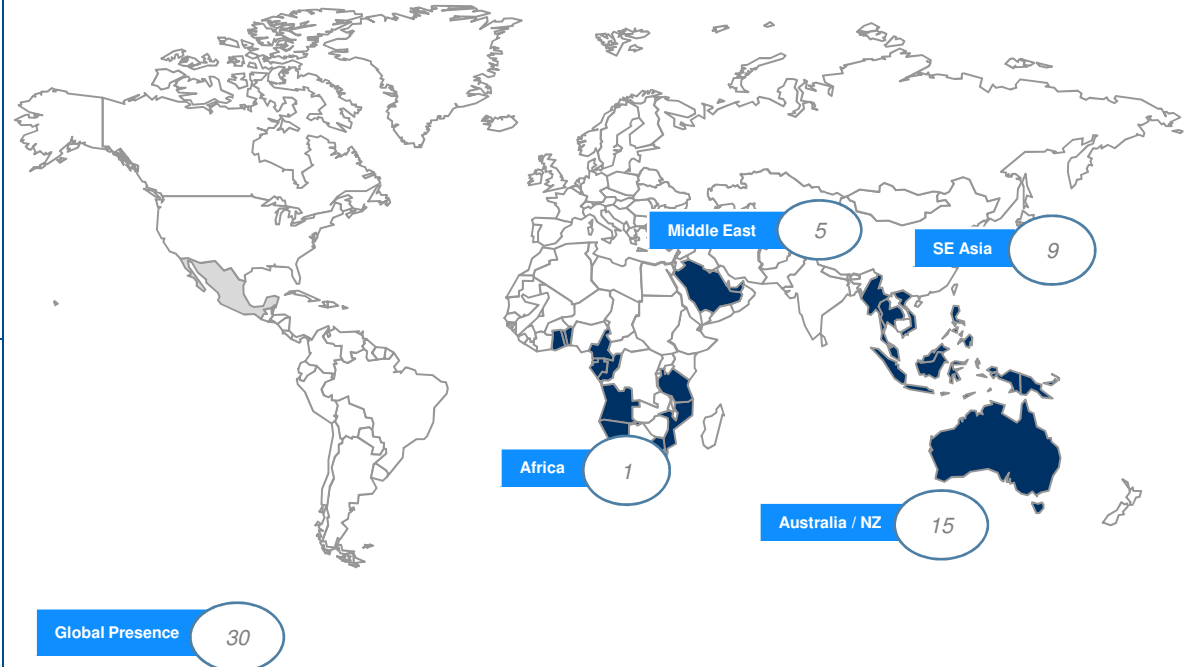 Middle East
5
SE Asia
9
Africa
1
Australia / NZ
15
Global Presence
30